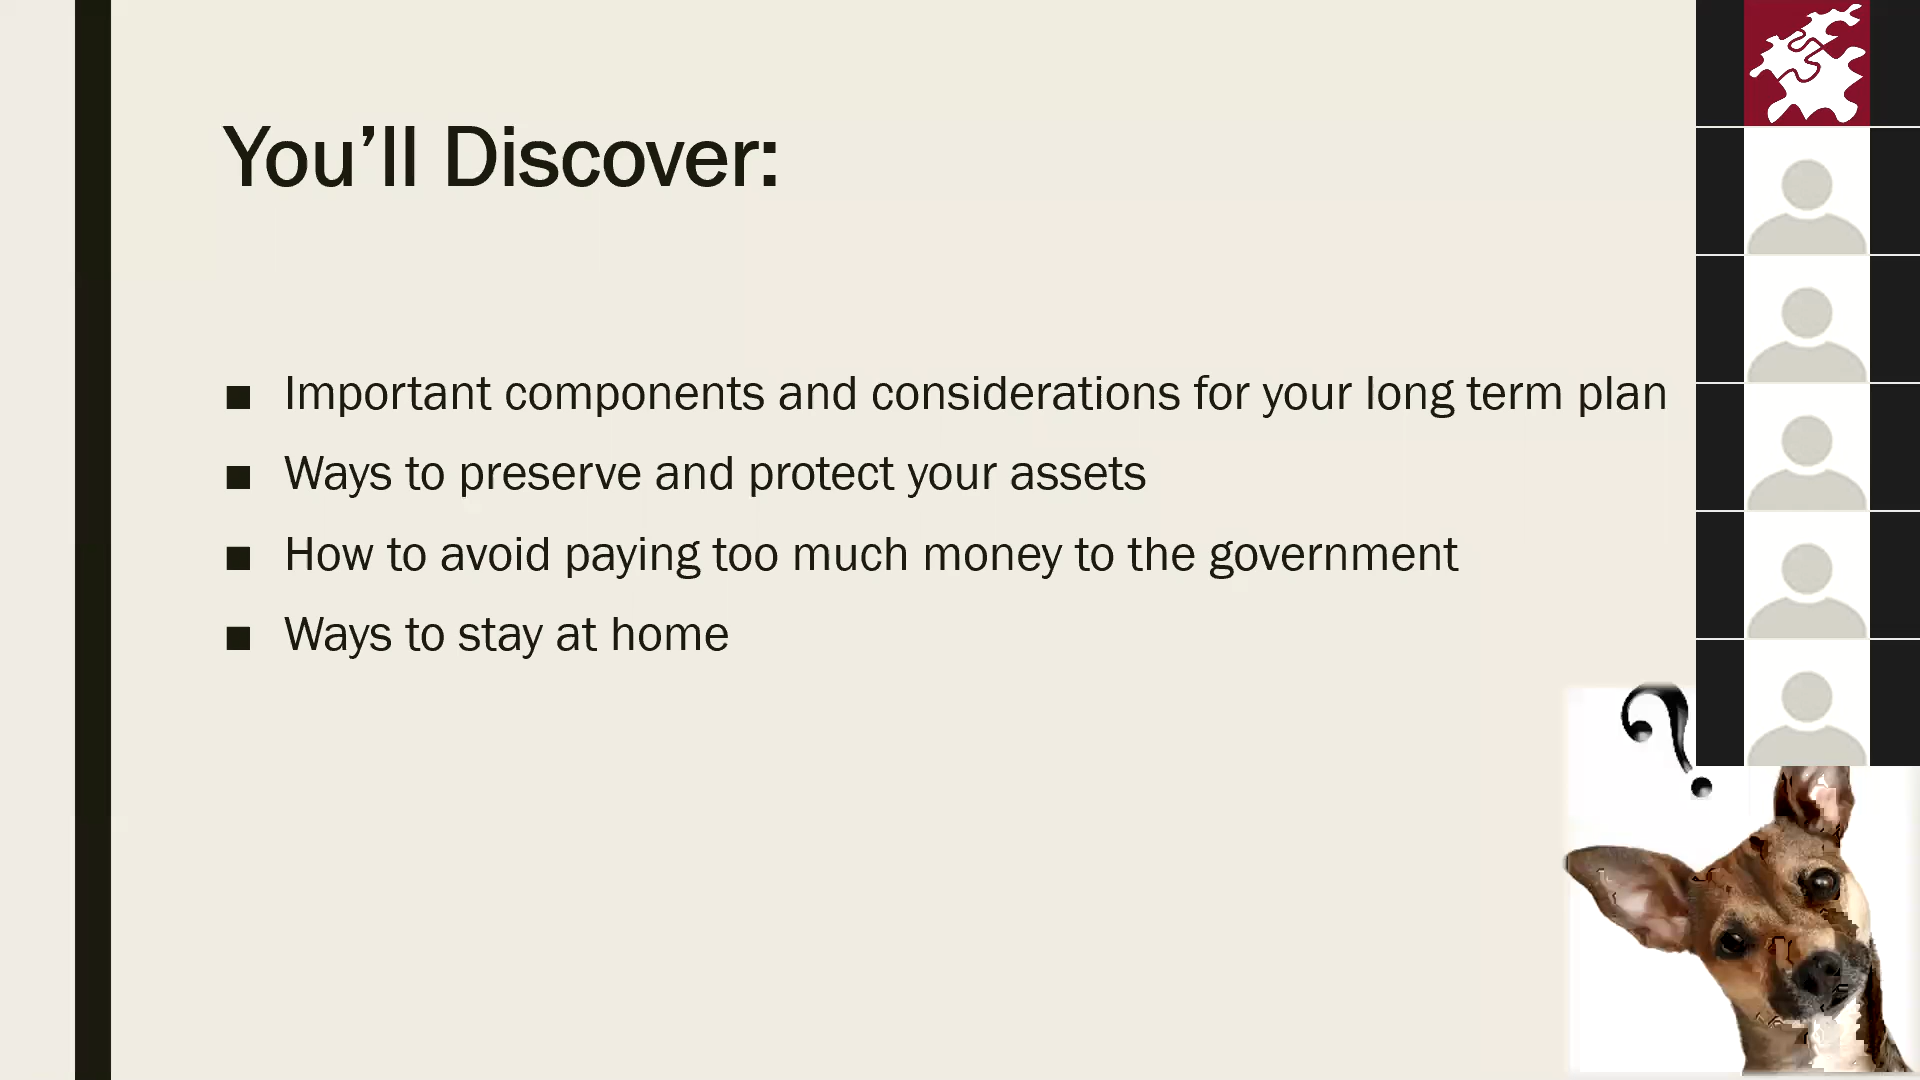 You’ll Discover:
■ Important components and considerations for your long term plan
■ Ways to preserve and protect your assets
■ How to avoid paying too much money to the government
■ Ways to stay at home
?